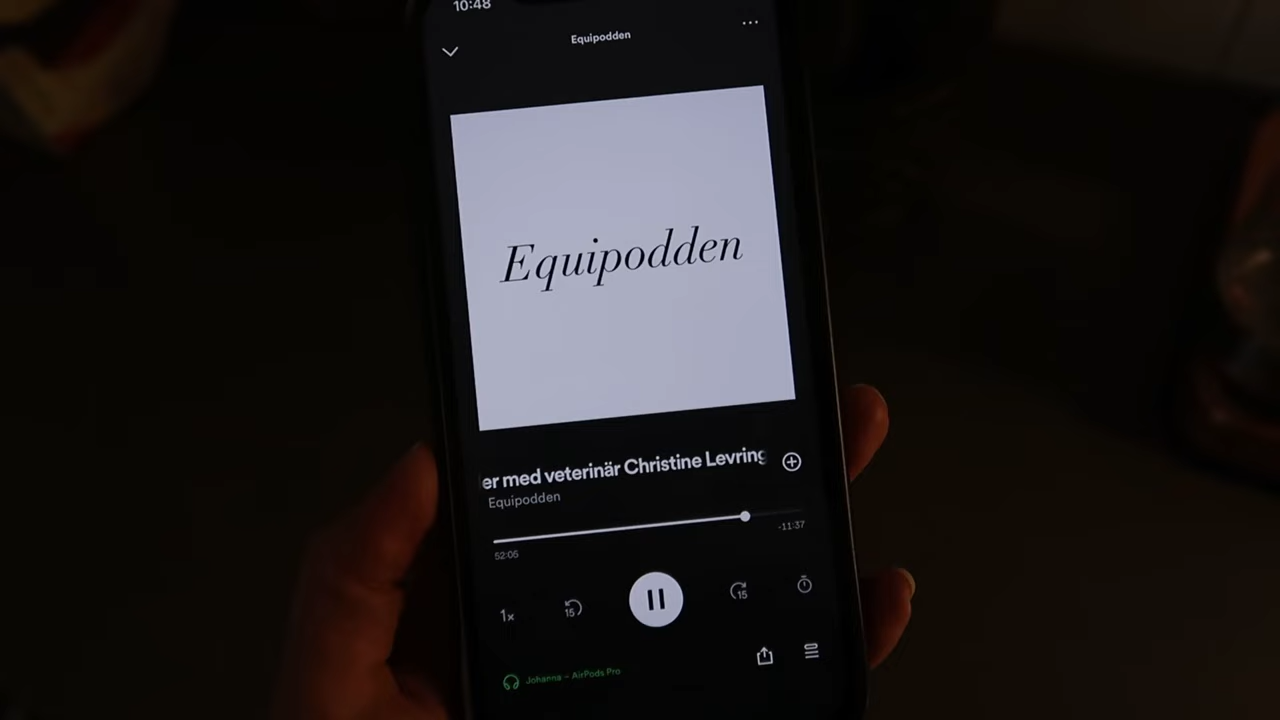 10:48
Equipodden
Equipodden
er med veterinär Christine Levring
Equipodden
52:05
-11:37
1x
15
15
Johanna – AirPods Pro